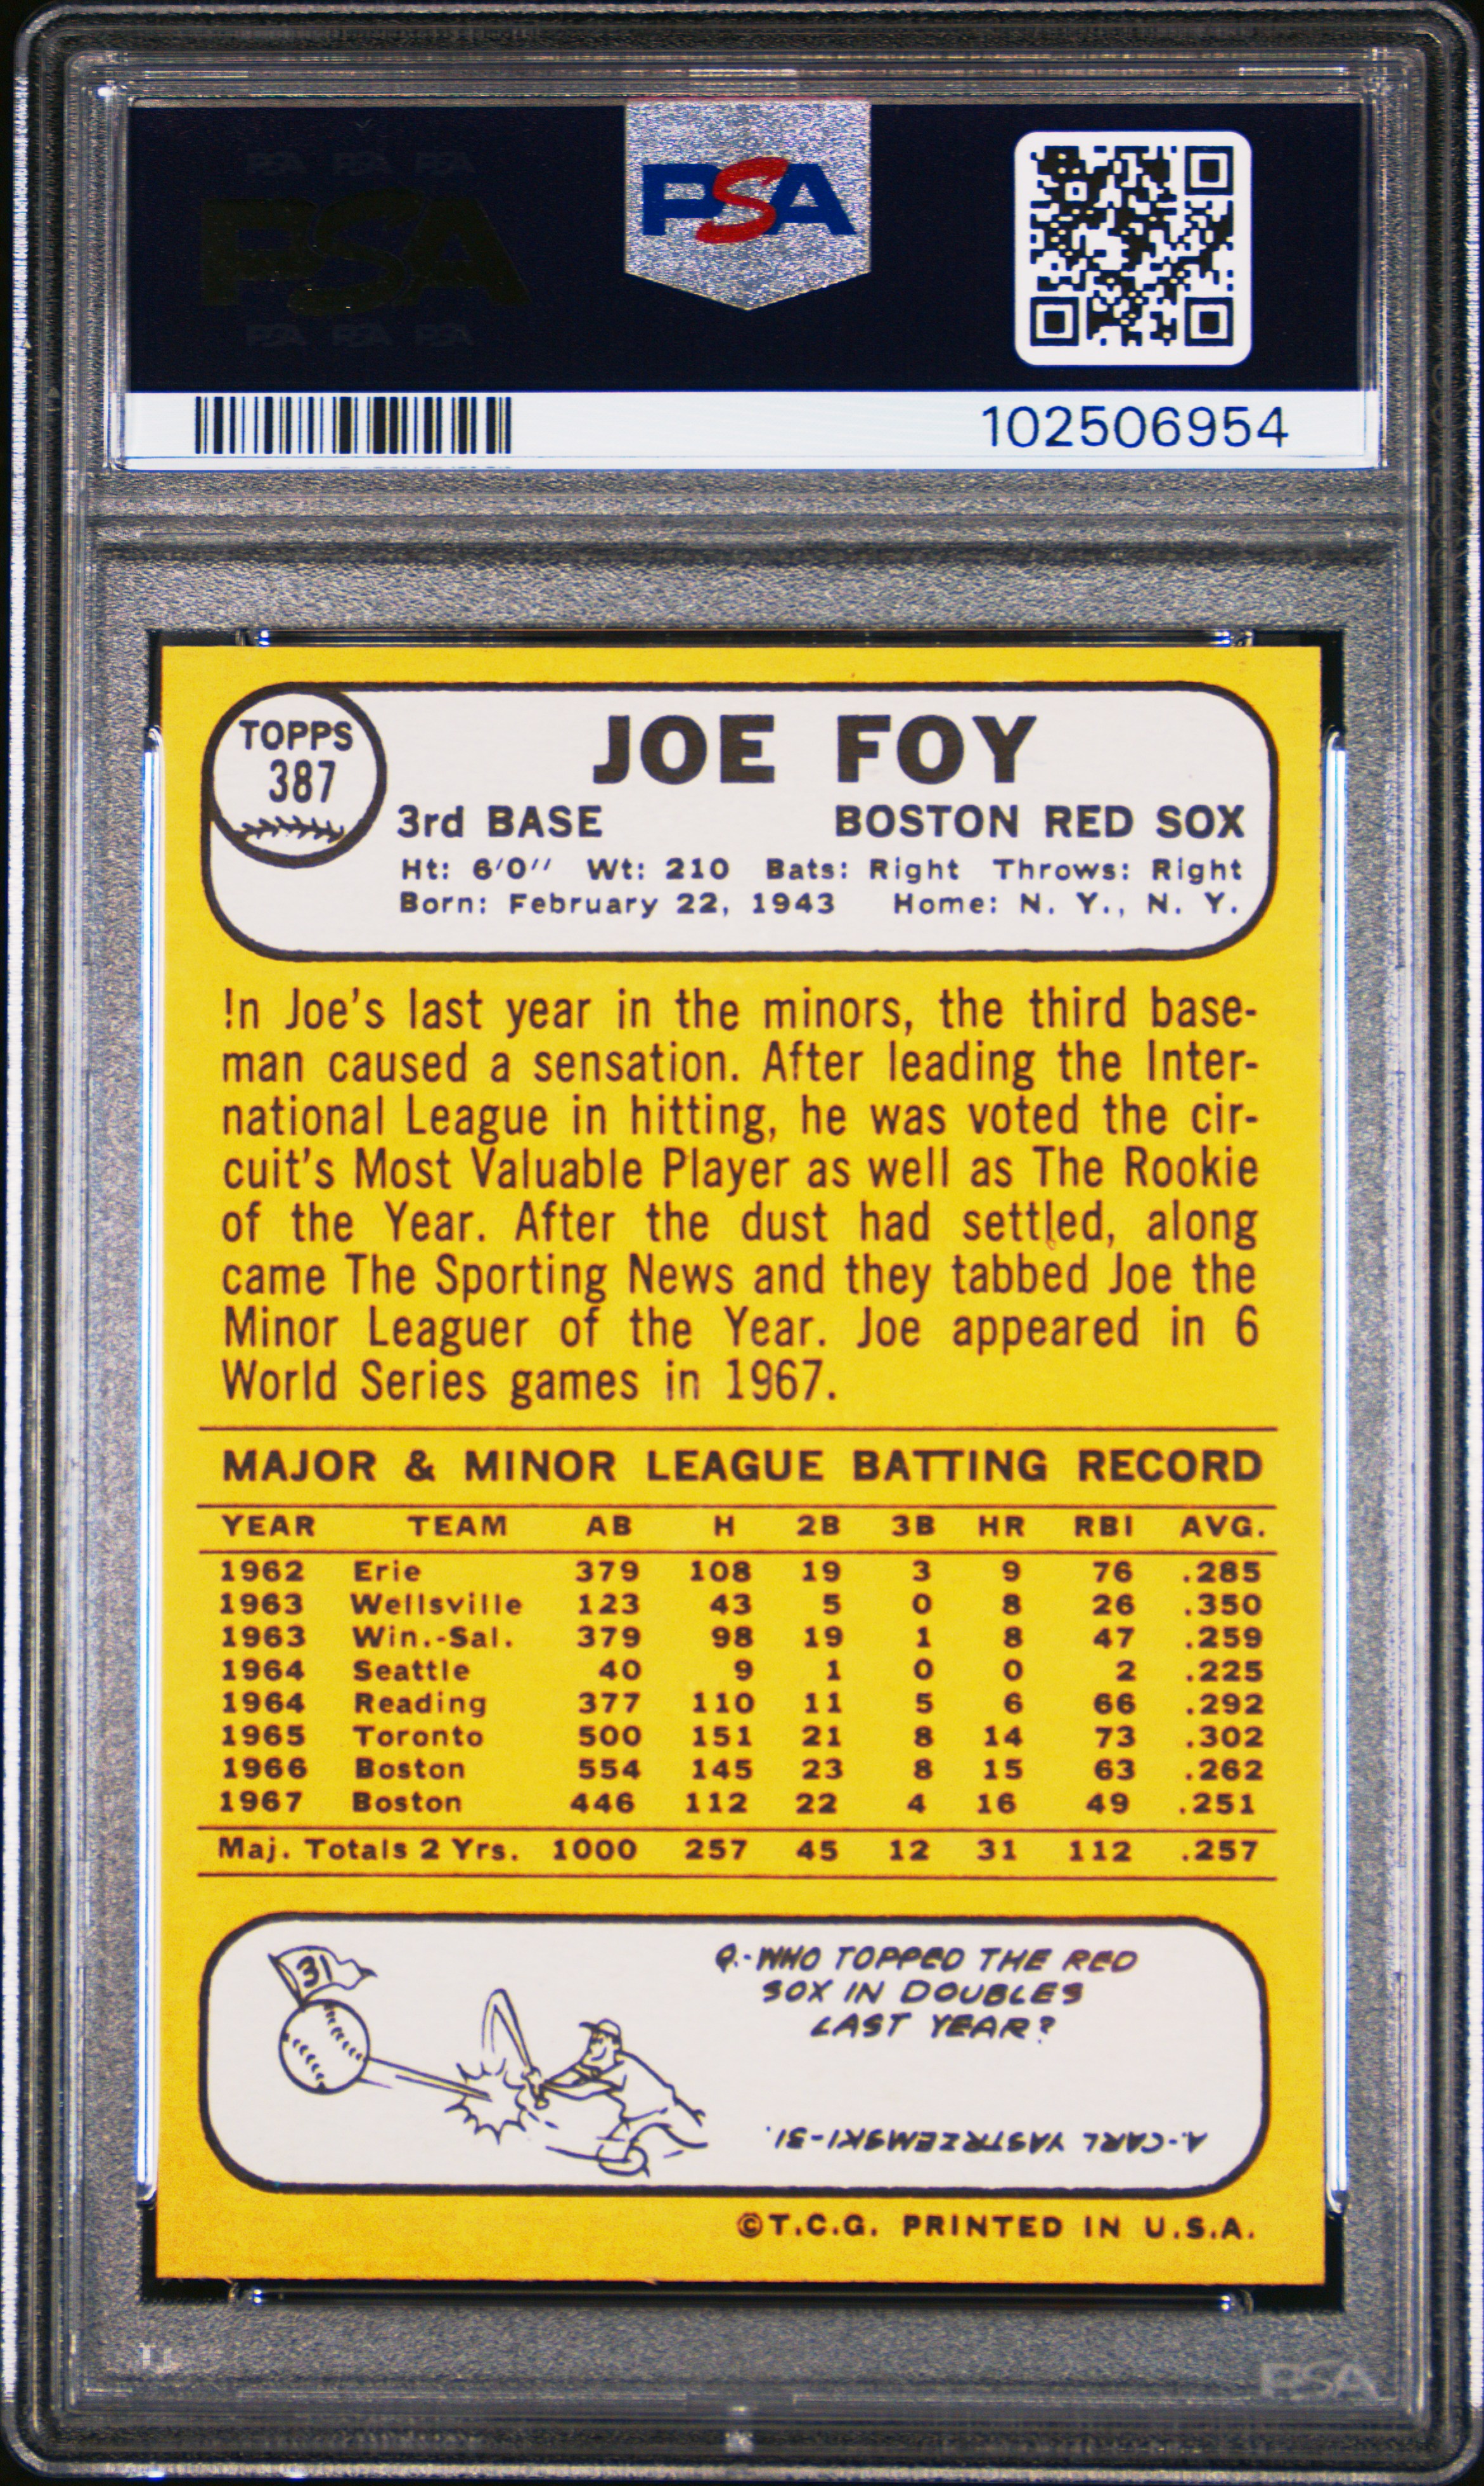 PSA PSA PSA
PSA
PSA PSA PSA
PSA
102506954
TOPPS
387
JOE FOY
3rd BASE BOSTON RED SOX
Ht: 6'0'' Wt: 210 Bats: Right Throws: Right
Born: February 22, 1943 Home: N. Y., N. Y.
In Joe's last year in the minors, the third base-
man caused a sensation. After leading the Inter-
national League in hitting, he was voted the cir-
cuit's Most Valuable Player as well as The Rookie
of the Year. After the dust had settled, along
came The Sporting News and they tabbed Joe the
Minor Leaguer of the Year. Joe appeared in 6
World Series games in 1967.
MAJOR & MINOR LEAGUE BATTING RECORD
YEAR TEAM AB H 2B 3B HR RBI AVG.
1962 Erie 379 108 19 3 9 76 .285
1963 Wellsville 123 43 5 0 8 26 .350
1963 Win.-Sal. 379 98 19 1 8 47 .259
1964 Seattle 40 9 1 0 0 2 .225
1964 Reading 377 110 11 5 6 66 .292
1965 Toronto 500 151 21 8 14 73 .302
1966 Boston 554 145 23 8 15 63 .262
1967 Boston 446 112 22 4 16 49 .251
Maj. Totals 2 Yrs. 1000 257 45 12 31 112 .257
31
Q.-WHO TOPPED THE RED
SOX IN DOUBLES
LAST YEAR?
A.-CARL YASTRZEMSKI-31.
©T.C.G. PRINTED IN U.S.A.
PSA